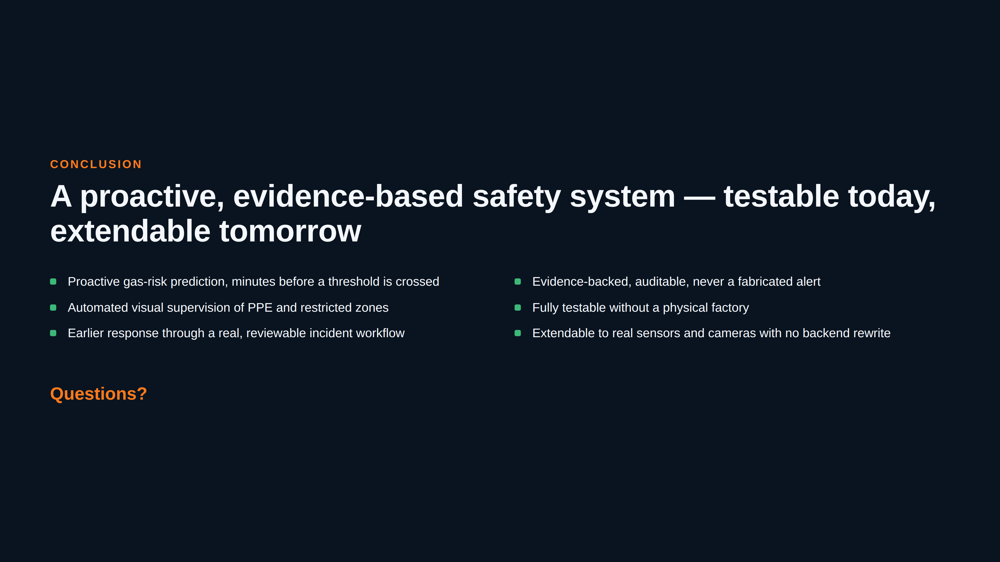 CONCLUSION
A proactive, evidence-based safety system — testable today,
extendable tomorrow
Proactive gas-risk prediction, minutes before a threshold is crossed
Automated visual supervision of PPE and restricted zones
Earlier response through a real, reviewable incident workflow
Evidence-backed, auditable, never a fabricated alert
Fully testable without a physical factory
Extendable to real sensors and cameras with no backend rewrite
Questions?